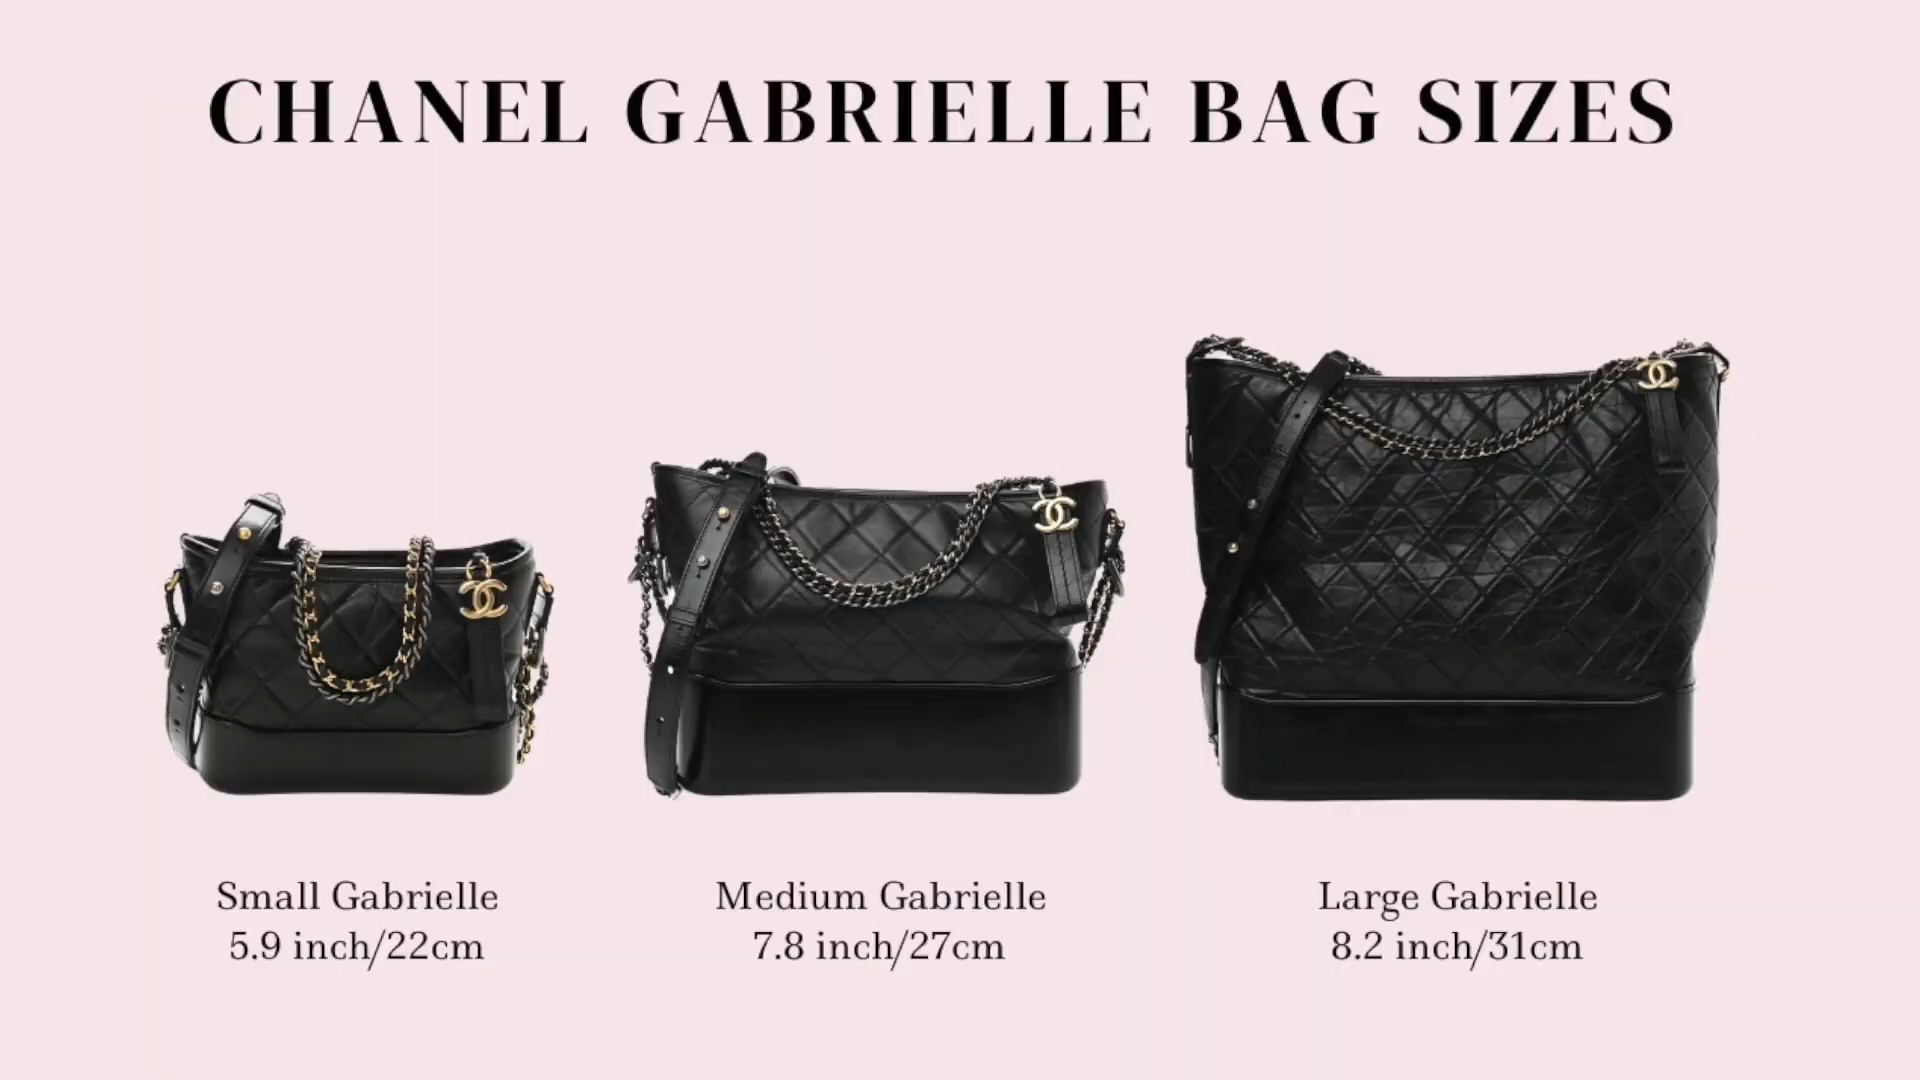 CHANEL GABRIELLE BAG SIZES
Small Gabrielle
5.9 inch/22cm
Medium Gabrielle
7.8 inch/27cm
Large Gabrielle
8.2 inch/31cm